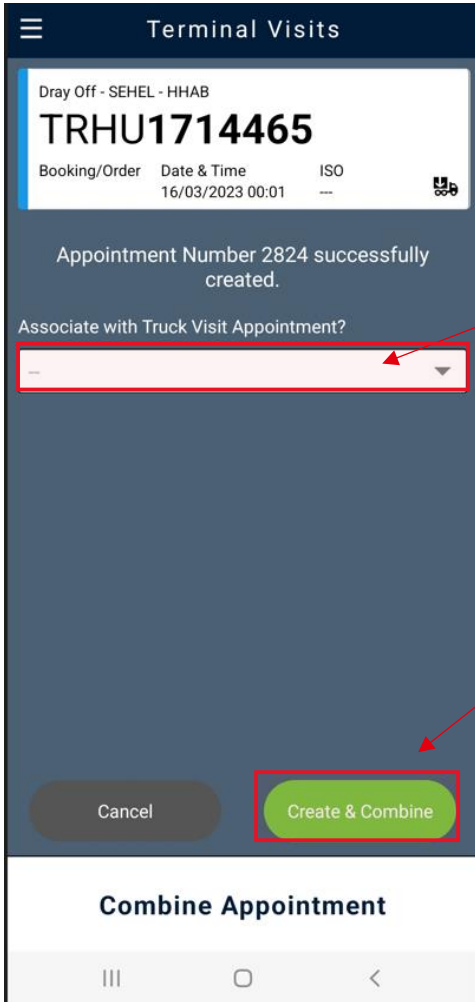 Terminal Visits
Dray Off - SEHEL - HHAB
TRHU1714465
Booking/Order Date & Time ISO
16/03/2023 00:01 ---
Appointment Number 2824 successfully
created.
Associate with Truck Visit Appointment?
--
Cancel Create & Combine
Combine Appointment